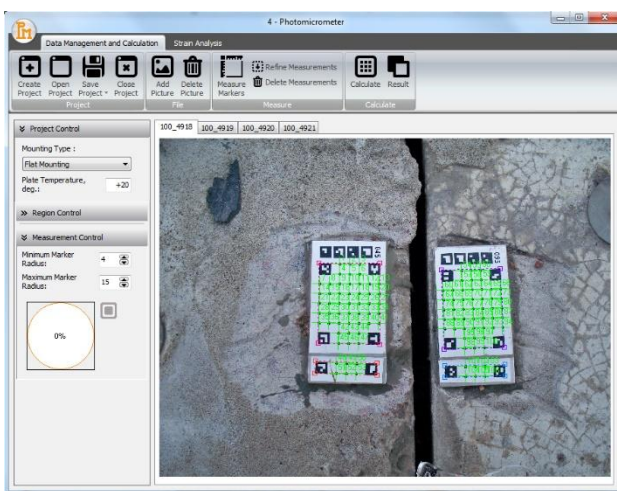 4 - Photomicrometer
PM
Data Management and Calculation
Strain Analysis
Create Project
Open Project
Save Project
Close Project
Add Picture
Delete Picture
Measure Markers
Refine Measurements
Delete Measurements
Calculate
Result
Project
File
Measure
Calculate
Project Control
Mounting Type :
Flat Mounting
Plate Temperature,
deg.:
+20
Region Control
Measurement Control
Minimum Marker
Radius:
4
Maximum Marker
Radius:
15
0%
100_4918
100_4919
100_4920
100_4921